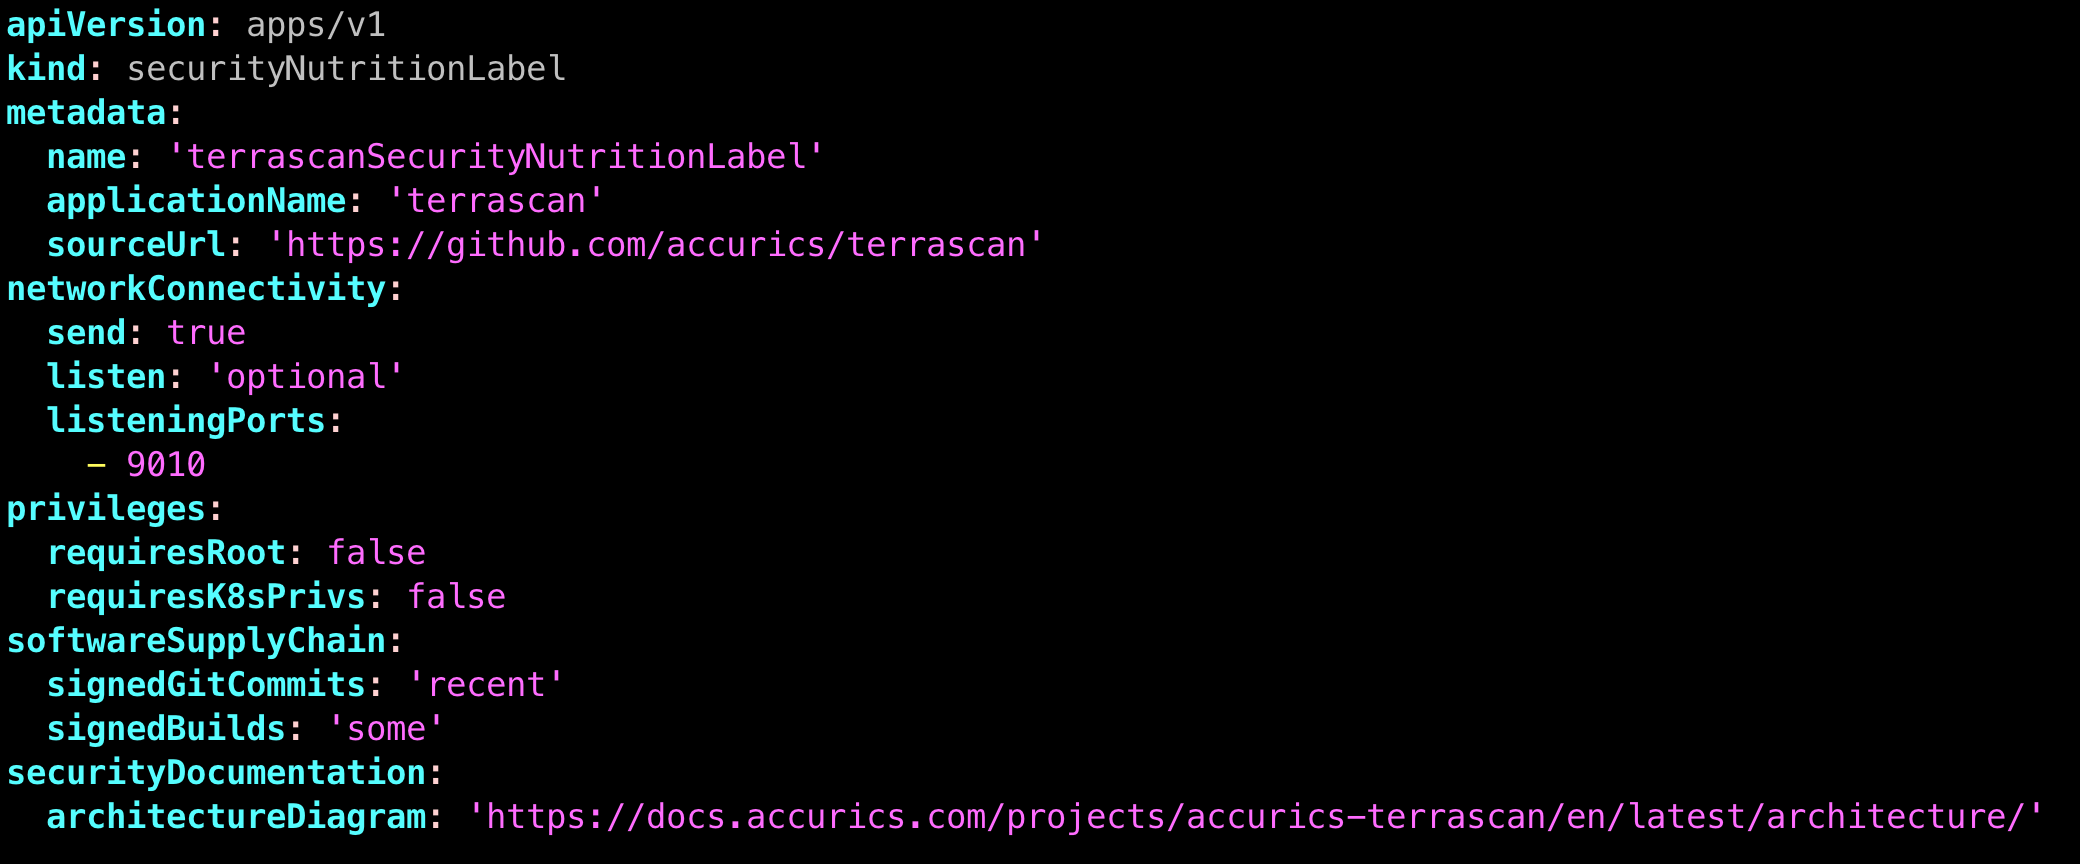 apiVersion: apps/v1
kind: securityNutritionLabel
metadata:
  name: 'terrascanSecurityNutritionLabel'
  applicationName: 'terrascan'
  sourceUrl: 'https://github.com/accurics/terrascan'
networkConnectivity:
  send: true
  listen: 'optional'
  listeningPorts:
    - 9010
privileges:
  requiresRoot: false
  requiresK8sPrivs: false
softwareSupplyChain:
  signedGitCommits: 'recent'
  signedBuilds: 'some'
securityDocumentation:
  architectureDiagram: 'https://docs.accurics.com/projects/accurics-terrascan/en/latest/architecture/'